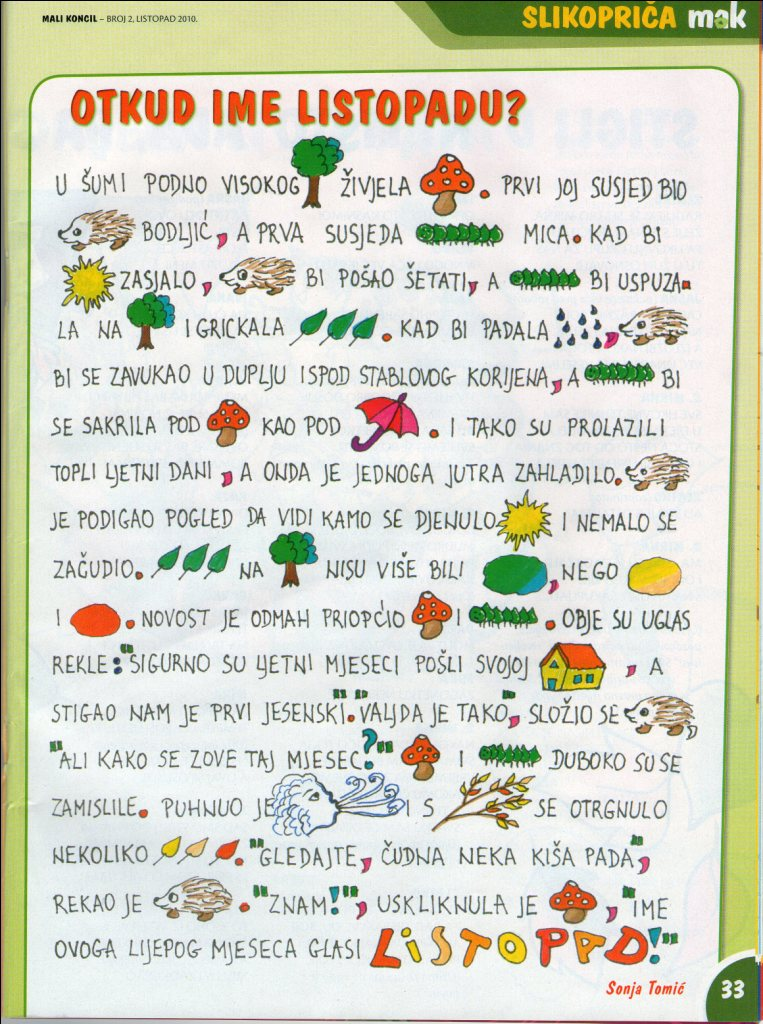 MALI KONCIL – BROJ 2, LISTOPAD 2010.
SLIKOPRIČA mak
OTKUD IME LISTOPADU?
U ŠUMI PODNO VISOKOG ŽIVJELA . PRVI JOJ SUSJED BIO
BODLJIĆ, A PRVA SUSJEDA MICA. KAD BI
ZASJALO, BI POŠAO ŠETATI, A BI USPUZA-
LA NA I GRICKALA . KAD BI PADALA ,
BI SE ZAVUKAO U DUPLJU ISPOD STABLOVOG KORIJENA, A BI
SE SAKRILA POD KAO POD . I TAKO SU PROLAZILI
TOPLI LJETNI DANI, A ONDA JE JEDNOGA JUTRA ZAHLADILO.
JE PODIGAO POGLED DA VIDI KAMO SE DJENULO I NEMALO SE
ZAČUDIO. NA NISU VIŠE BILI , NEGO
I . NOVOST JE ODMAH PRIOPĆIO I . OBJE SU UGLAS
REKLE: "SIGURNO SU LJETNI MJESECI POŠLI SVOJOJ , A
STIGAO NAM JE PRVI JESENSKI." "VALJDA JE TAKO", SLOŽIO SE ,
"ALI KAKO SE ZOVE TAJ MJESEC?" I DUBOKO SU SE
ZAMISLILE. PUHNUO JE I S SE OTRGNULO
NEKOLIKO . "GLEDAJTE, ČUDNA NEKA KIŠA PADA",
REKAO JE . "ZNAM!", USKLIKNULA JE , "IME
OVOGA LIJEPOG MJESECA GLASI LISTOPAD!"
Sonja Tomić
33